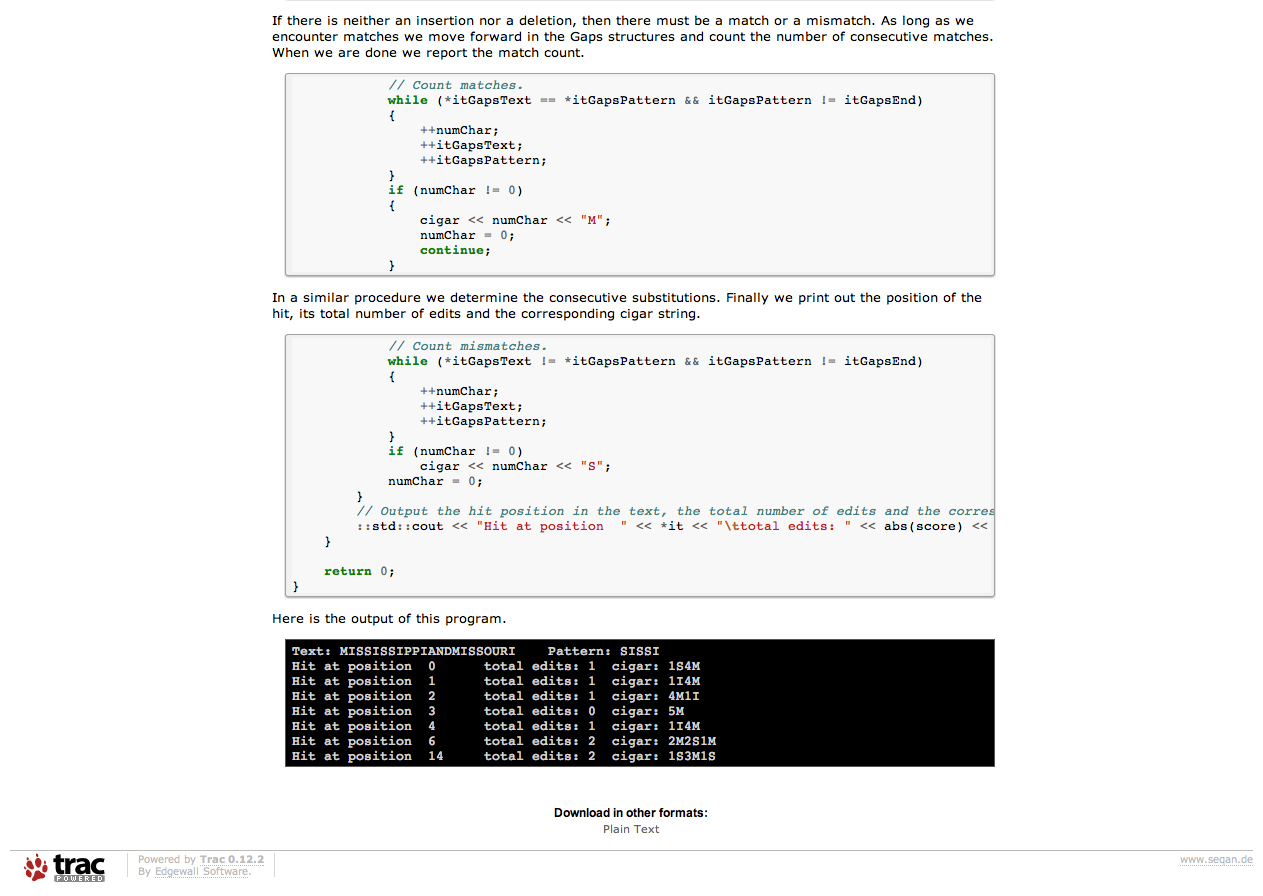 If there is neither an insertion nor a deletion, then there must be a match or a mismatch. As long as we
encounter matches we move forward in the Gaps structures and count the number of consecutive matches.
When we are done we report the match count.
// Count matches.
while (*itGapsText == *itGapsPattern && itGapsPattern != itGapsEnd)
{
++numChar;
++itGapsText;
++itGapsPattern;
}
if (numChar != 0)
{
cigar << numChar << "M";
numChar = 0;
continue;
}
In a similar procedure we determine the consecutive substitutions. Finally we print out the position of the
hit, its total number of edits and the corresponding cigar string.
// Count mismatches.
while (*itGapsText != *itGapsPattern && itGapsPattern != itGapsEnd)
{
++numChar;
++itGapsText;
++itGapsPattern;
}
if (numChar != 0)
cigar << numChar << "S";
numChar = 0;
}
// Output the hit position in the text, the total number of edits and the corres
::std::cout << "Hit at position  " << *it << "\ttotal edits: " << abs(score) <<
}
return 0;
}
Here is the output of this program.
Text: MISSISSIPPIANDMISSOURI    Pattern: SISSI
Hit at position  0      total edits: 1  cigar: 1S4M
Hit at position  1      total edits: 1  cigar: 1I4M
Hit at position  2      total edits: 1  cigar: 4M1I
Hit at position  3      total edits: 0  cigar: 5M
Hit at position  4      total edits: 1  cigar: 1I4M
Hit at position  6      total edits: 2  cigar: 2M2S1M
Hit at position  14     total edits: 2  cigar: 1S3M1S
Download in other formats:
Plain Text
trac POWERED
Powered by Trac 0.12.2
By Edgewall Software.
www.seqan.de